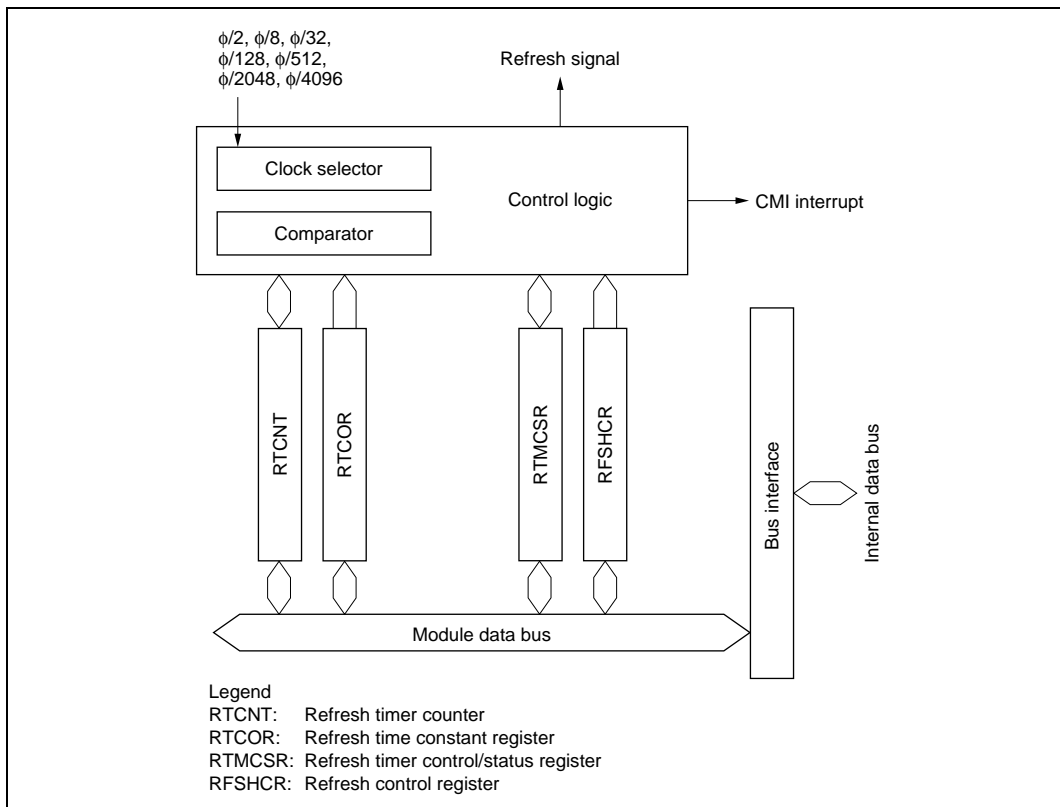 ϕ/2, ϕ/8, ϕ/32,
ϕ/128, ϕ/512,
ϕ/2048, ϕ/4096
Refresh signal
Clock selector
Control logic
CMI interrupt
Comparator
RTCNT
RTCOR
RTMCSR
RFSHCR
Bus interface
Internal data bus
Module data bus
Legend
RTCNT: Refresh timer counter
RTCOR: Refresh time constant register
RTMCSR: Refresh timer control/status register
RFSHCR: Refresh control register